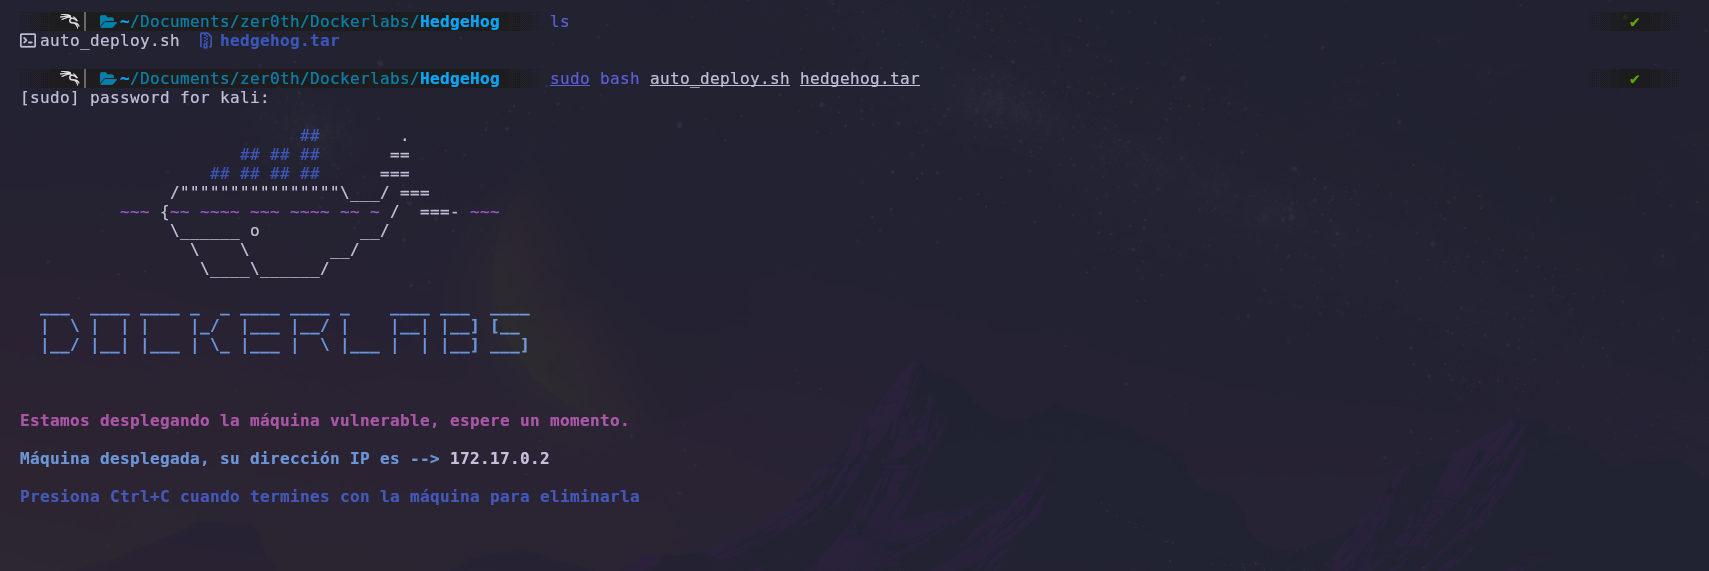 ~/Documents/zer0th/Dockerlabs/HedgeHog ls ✔
auto_deploy.sh hedgehog.tar
~/Documents/zer0th/Dockerlabs/HedgeHog sudo bash auto_deploy.sh hedgehog.tar ✔
[sudo] password for kali:
                            ##        .
                      ## ## ##       ==
                   ## ## ## ##      ===
               /""""""""""""""""\___/ ===
          ~~~ {~~ ~~~~ ~~~ ~~~~ ~~ ~ /  ===- ~~~
               \______ o          __/
                 \    \        __/
                  \____\______/
DOCKERLABS
Estamos desplegando la máquina vulnerable, espere un momento.
Máquina desplegada, su dirección IP es --> 172.17.0.2
Presiona Ctrl+C cuando termines con la máquina para eliminarla